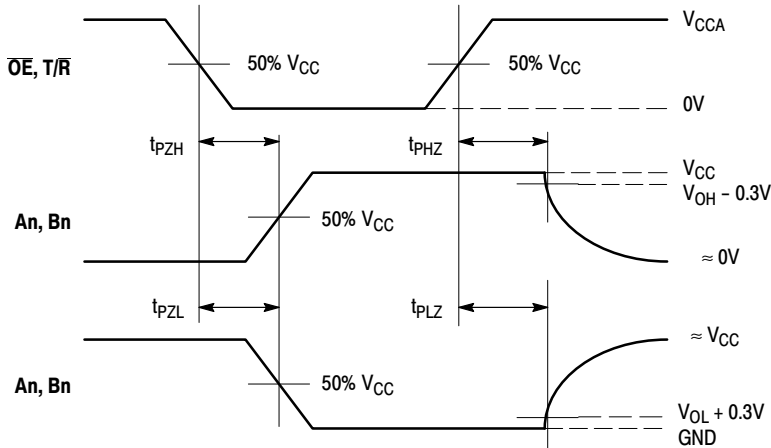 V_CCA
O̅E̅, T/R̅
50% V_CC
50% V_CC
0V
t_PZH
t_PHZ
V_CC
V_OH – 0.3V
An, Bn
50% V_CC
≈ 0V
t_PZL
t_PLZ
≈ V_CC
An, Bn
50% V_CC
V_OL + 0.3V
GND